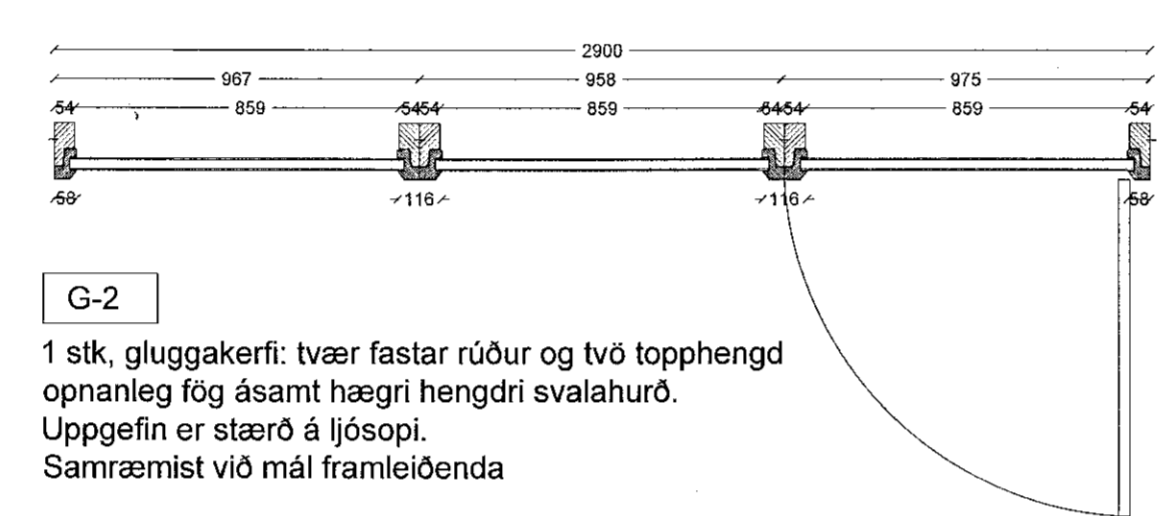 2900
967 958 975
54 859 5454 859 5454 859 54
58 116 116 58
G-2
1 stk, gluggakerfi: tvær fastar rúður og tvö topphengd
opnanleg fög ásamt hægri hengdri svalahurð.
Uppgefin er stærð á ljósopi.
Samræmist við mál framleiðenda